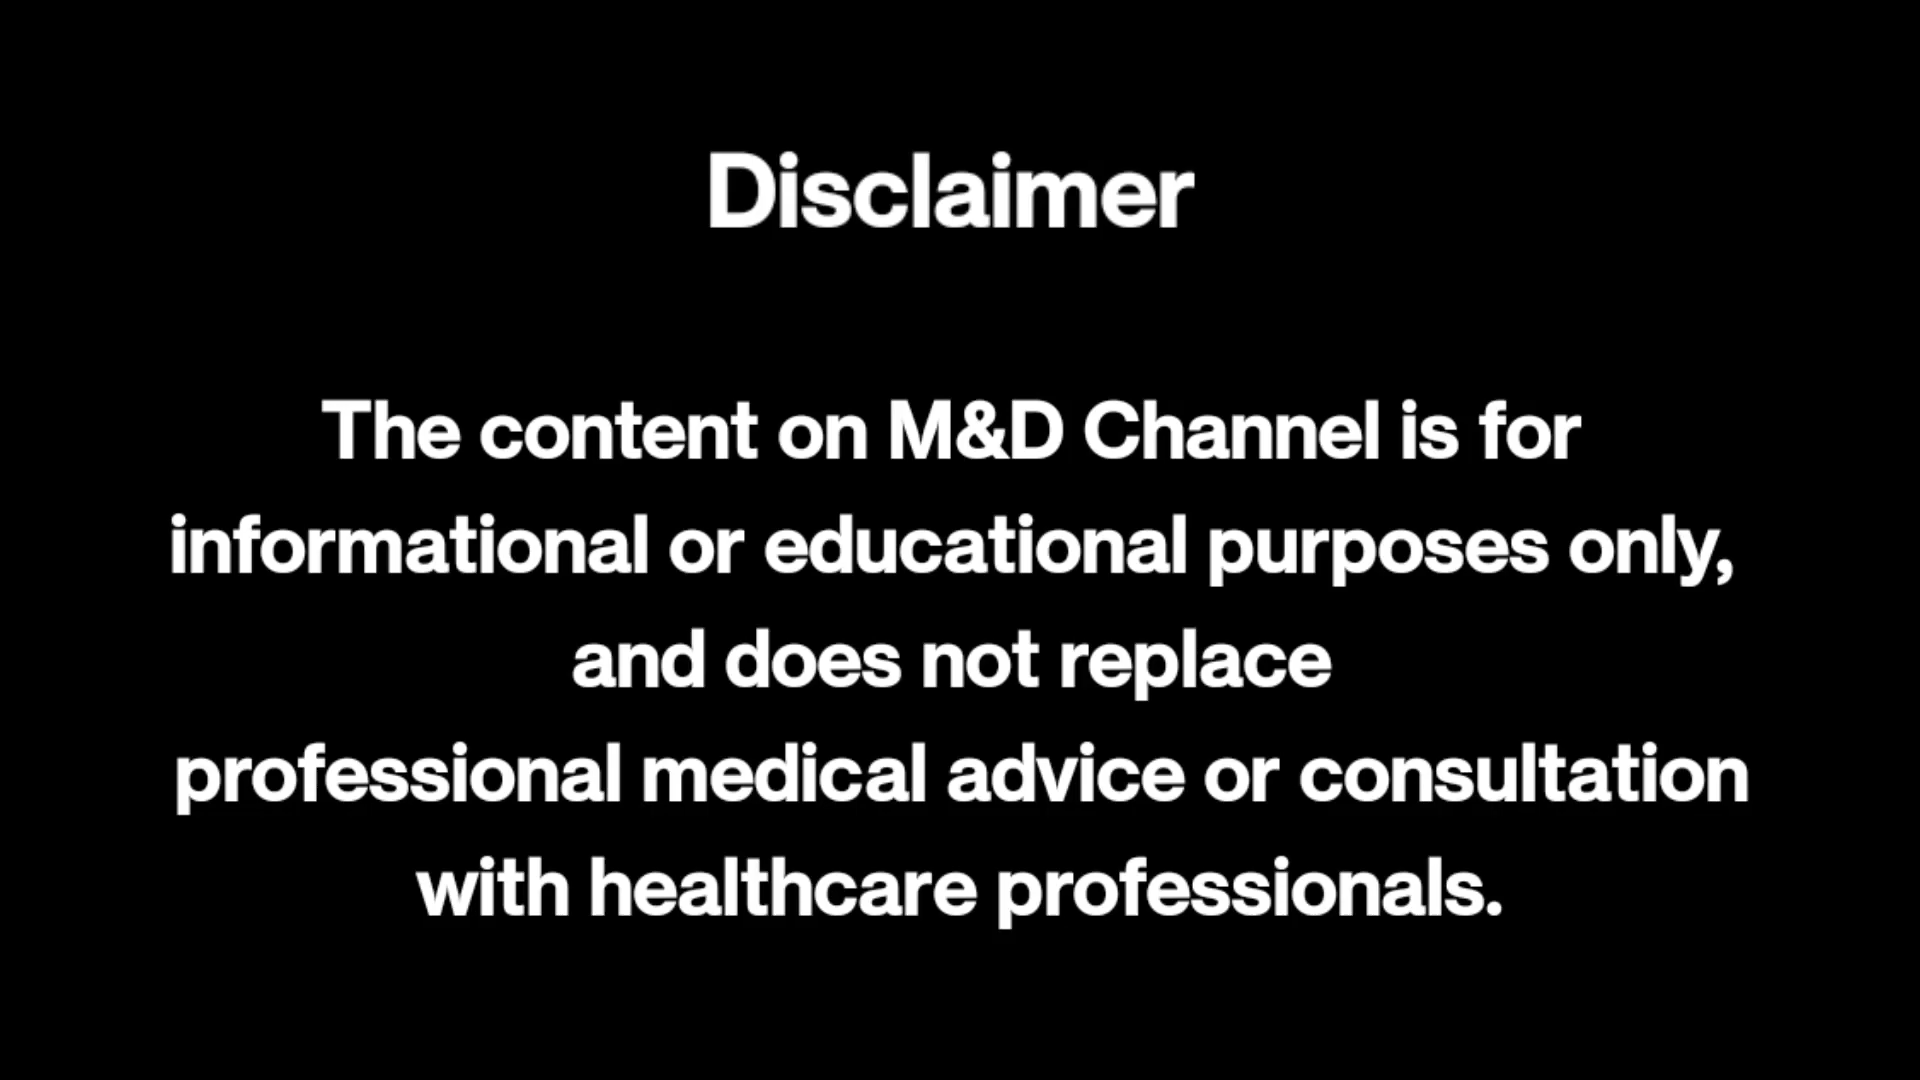 Disclaimer
The content on M&D Channel is for
informational or educational purposes only,
and does not replace
professional medical advice or consultation
with healthcare professionals.